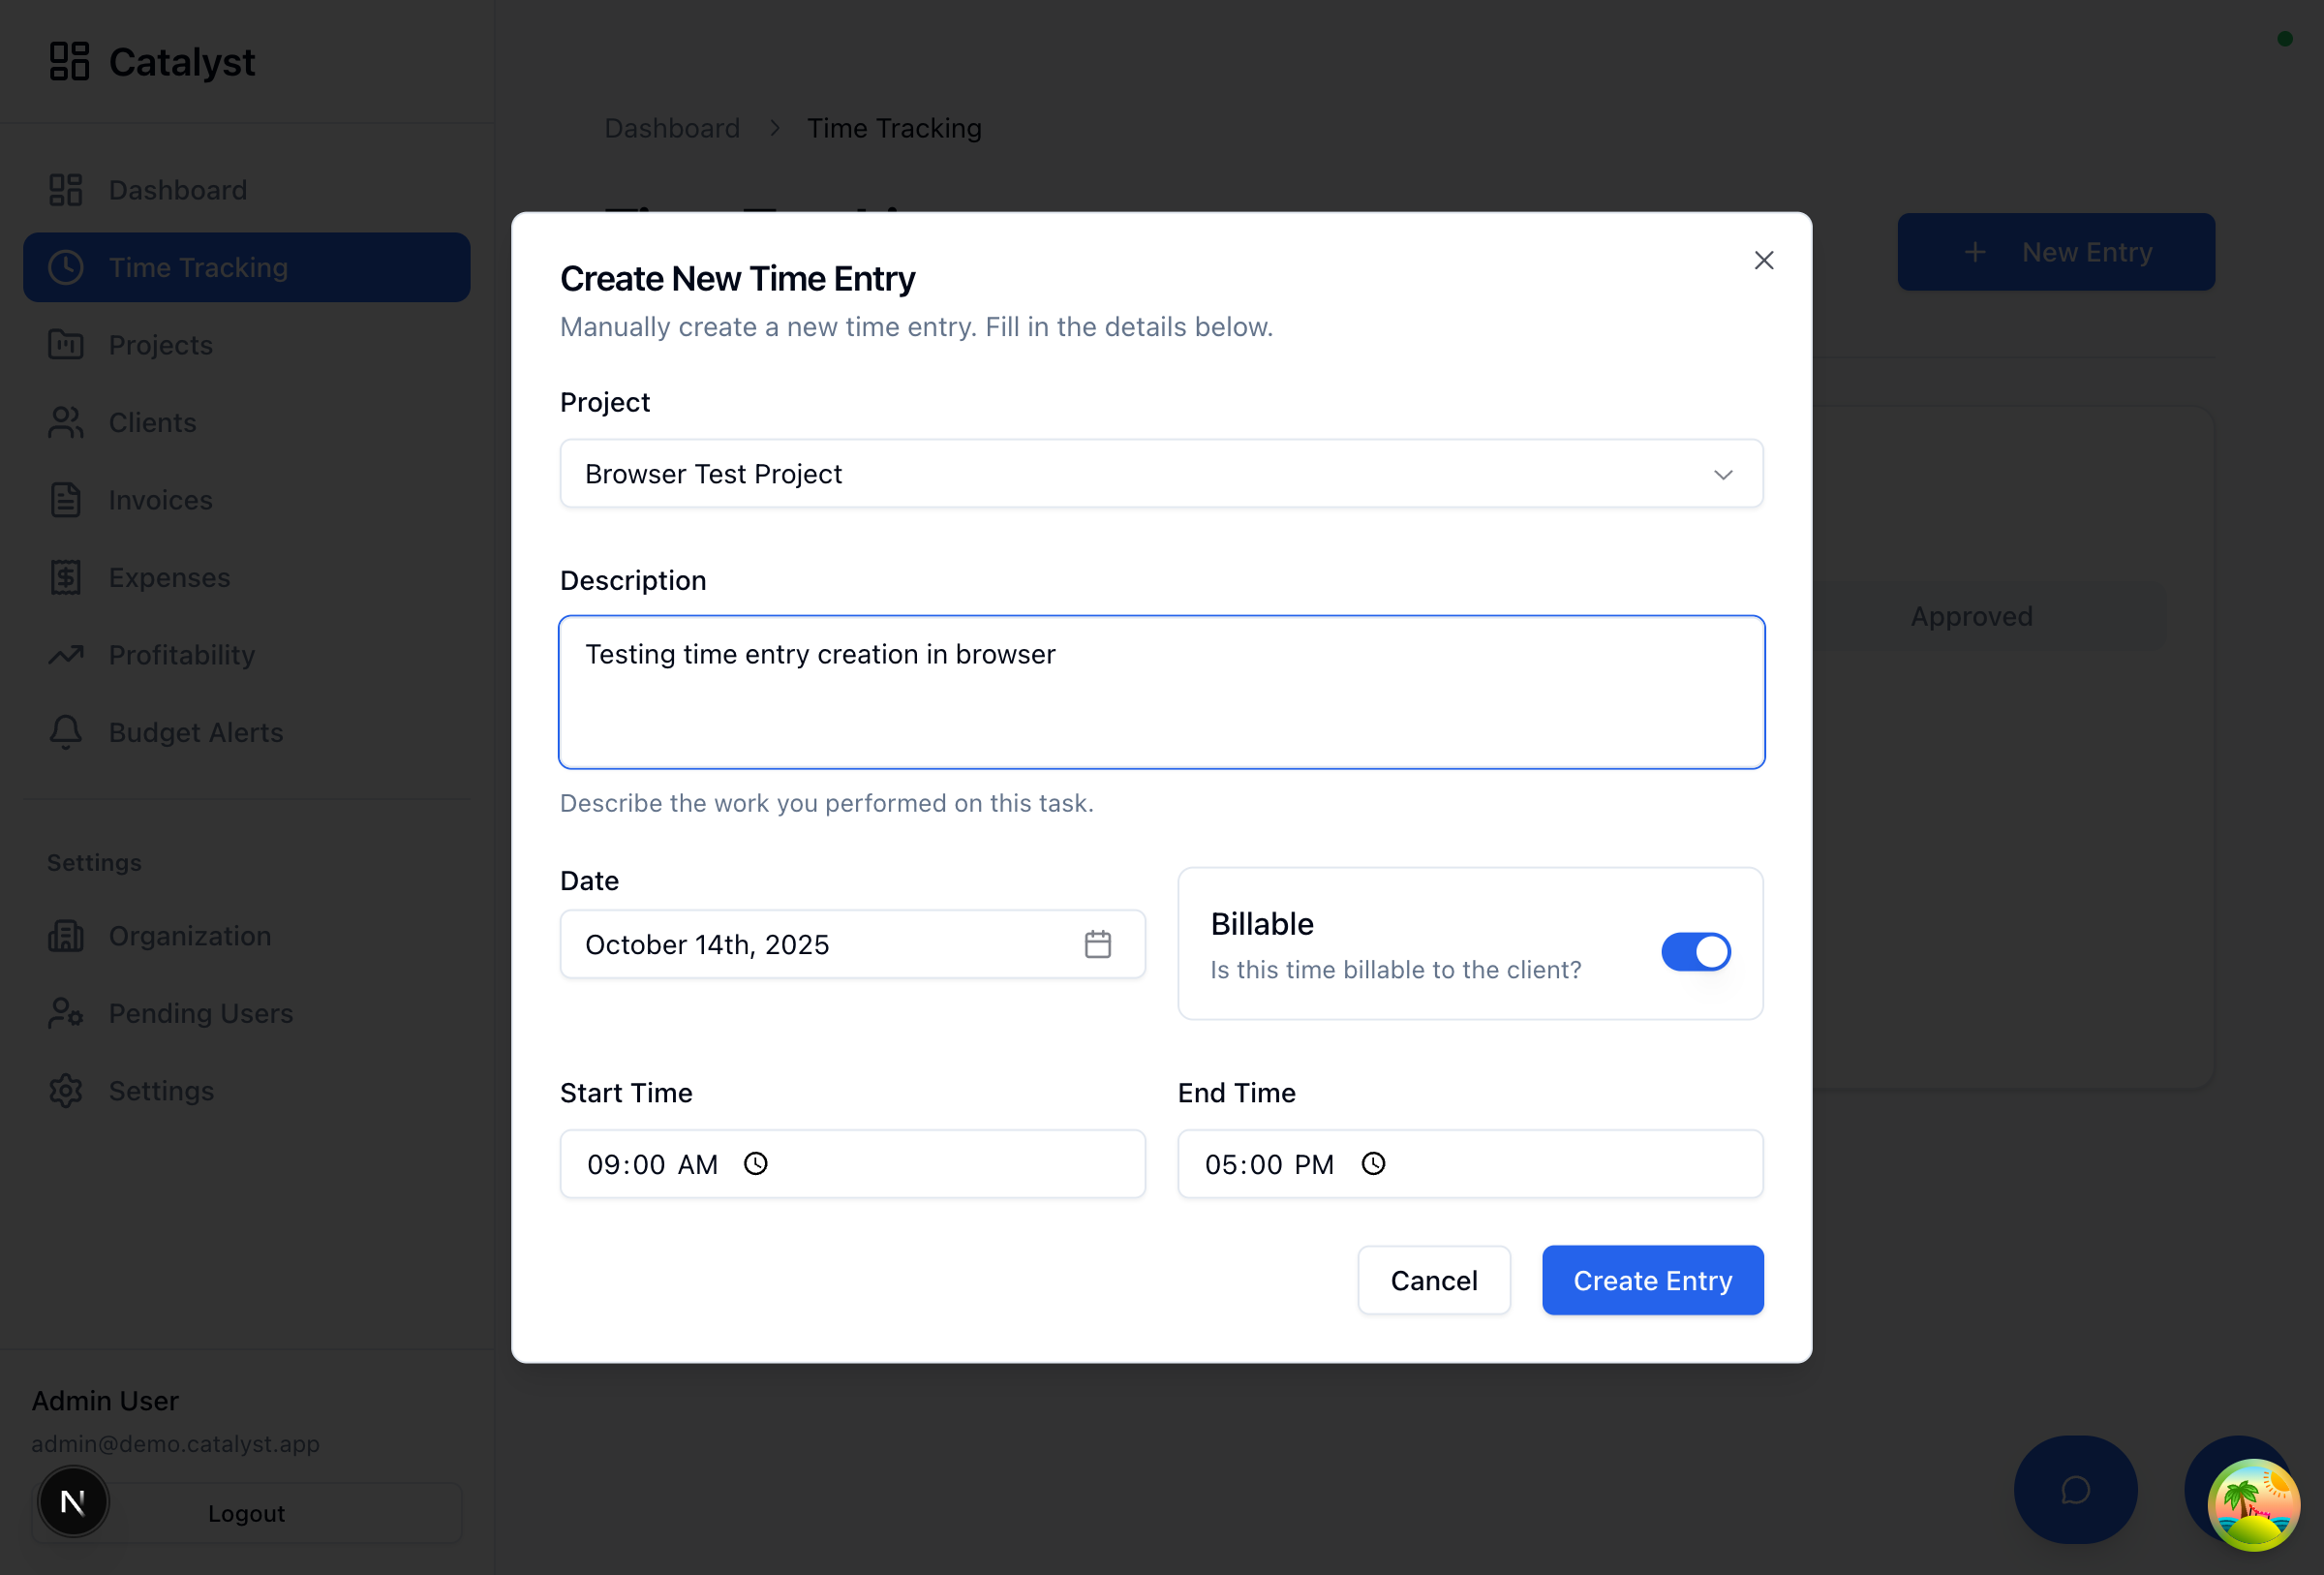 Catalyst
Dashboard
Time Tracking
Projects
Clients
Invoices
Expenses
Profitability
Budget Alerts
Settings
Organization
Pending Users
Settings
Admin User
admin@demo.catalyst.app
N
Logout
Dashboard > Time Tracking
New Entry
Approved
Create New Time Entry
Manually create a new time entry. Fill in the details below.
Project
Browser Test Project
Description
Testing time entry creation in browser
Describe the work you performed on this task.
Date
October 14th, 2025
Billable
Is this time billable to the client?
Start Time
09:00 AM
End Time
05:00 PM
Cancel
Create Entry